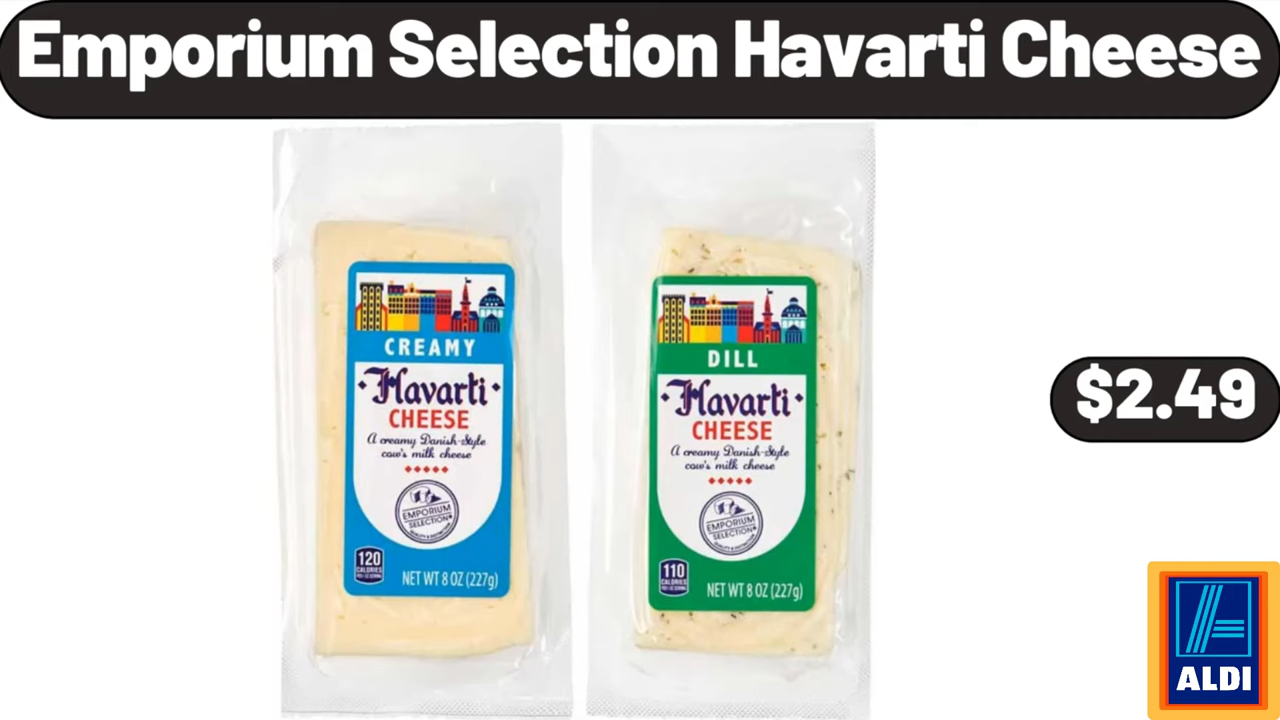 Emporium Selection Havarti Cheese
CREAMY
Havarti
CHEESE
A creamy Danish-Style
cow's milk cheese
EMPORIUM
SELECTION
120
CALORIES
NET WT 8 OZ (227g)
DILL
Havarti
CHEESE
A creamy Danish-Style
cow's milk cheese
EMPORIUM
SELECTION
110
CALORIES
NET WT 8 OZ (227g)
$2.49
ALDI